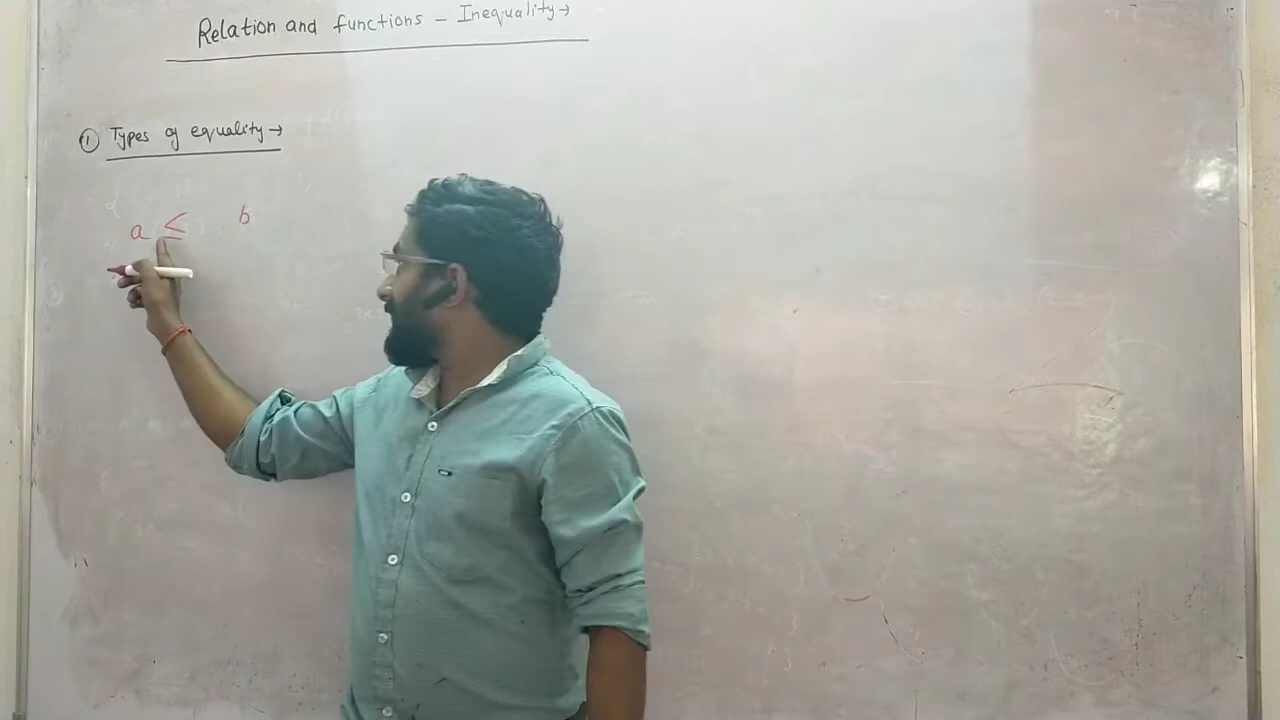 Relation and functions - Inequality→
① Types of equality→
a ≤ b